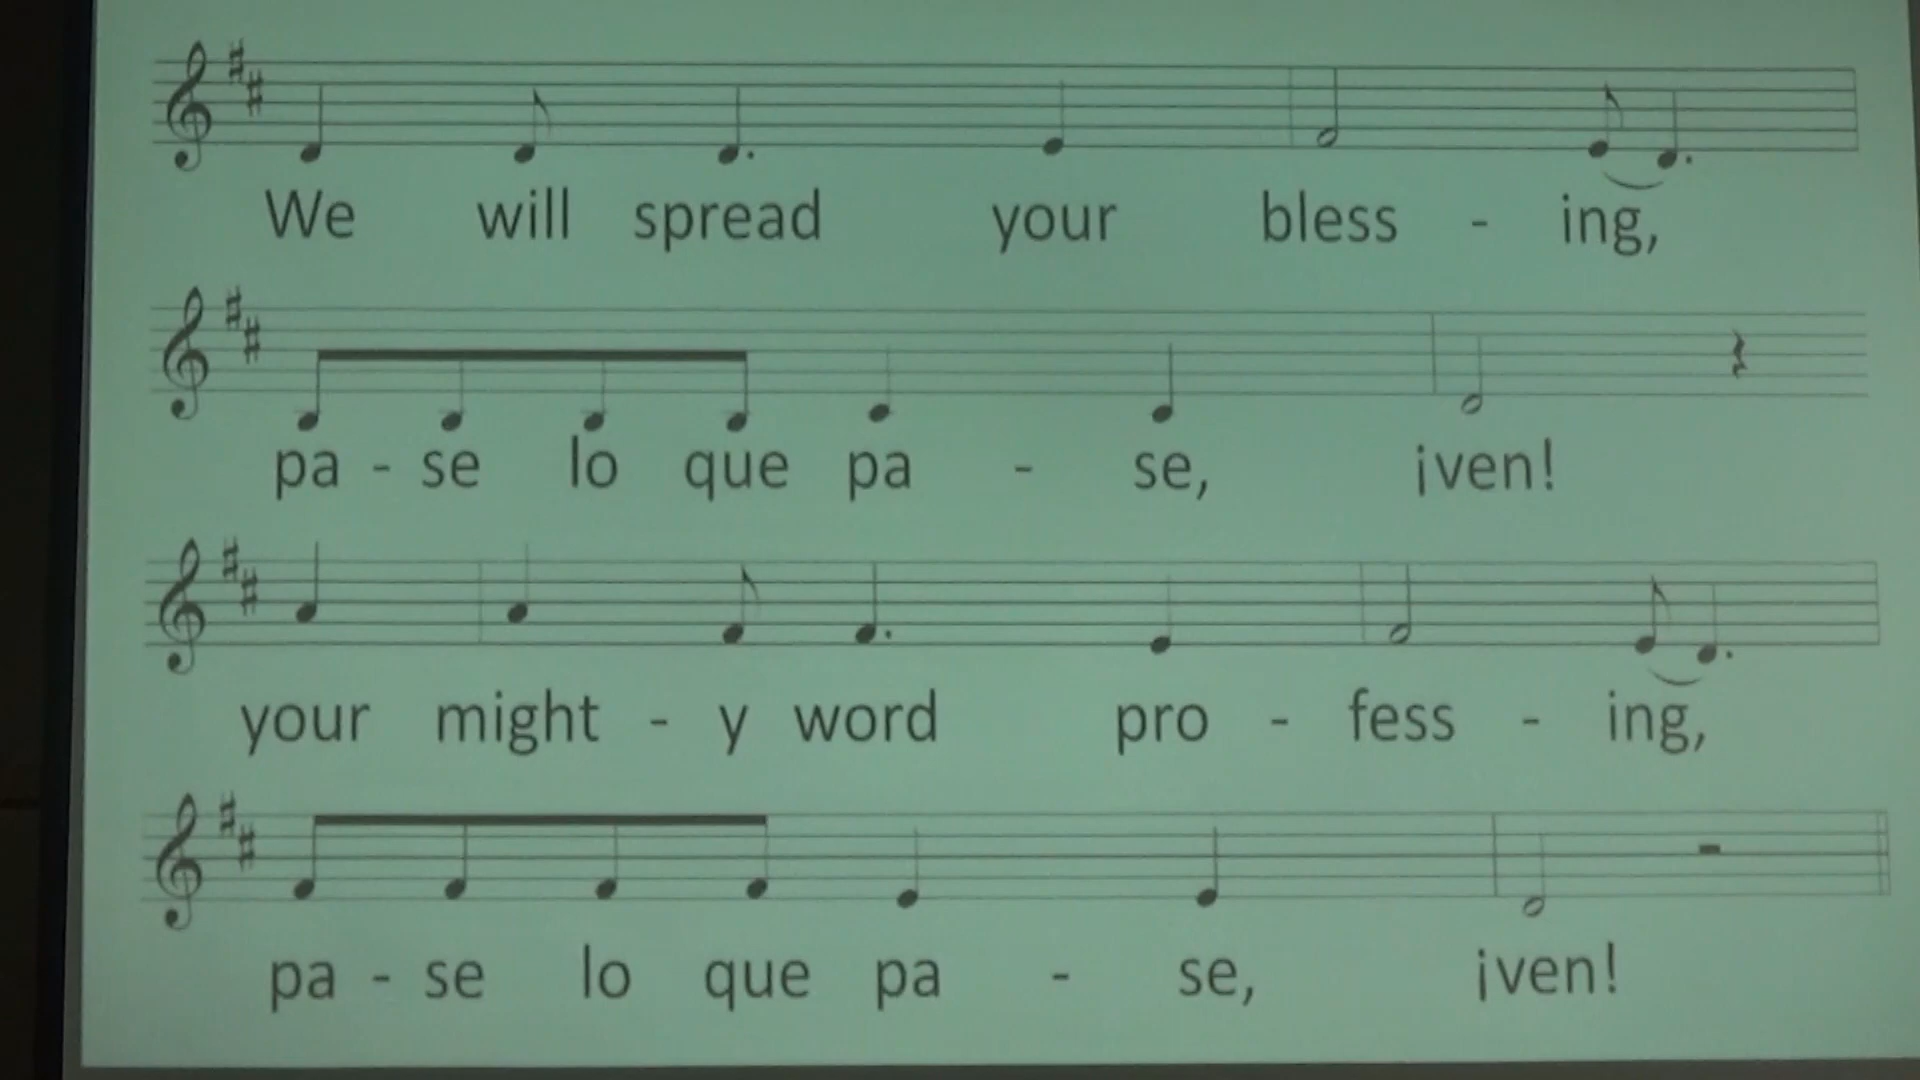 We will spread your bless - ing,
pa - se lo que pa - se, ¡ven!
your might - y word pro - fess - ing,
pa - se lo que pa - se, ¡ven!